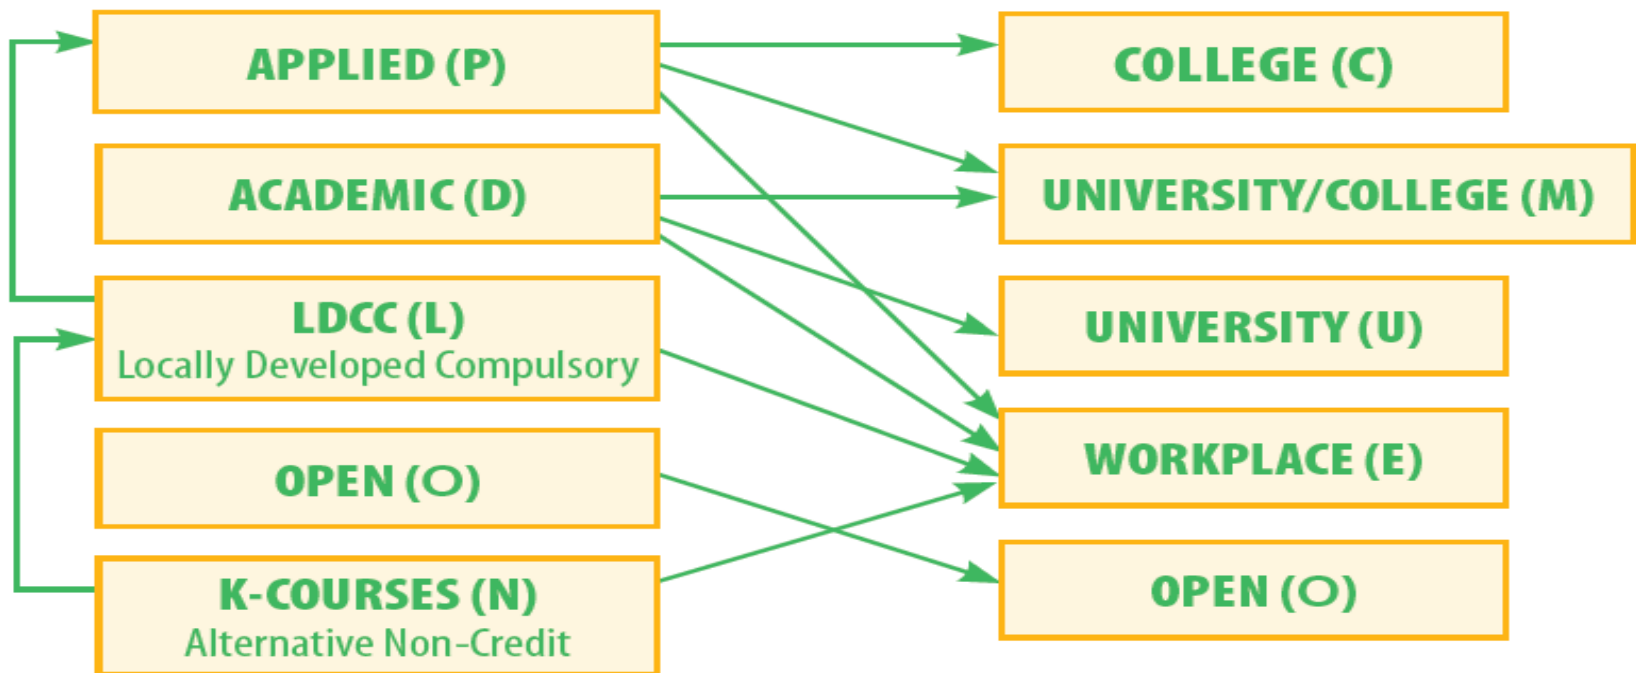 APPLIED (P)
ACADEMIC (D)
LDCC (L)
Locally Developed Compulsory
OPEN (O)
K-COURSES (N)
Alternative Non-Credit
COLLEGE (C)
UNIVERSITY/COLLEGE (M)
UNIVERSITY (U)
WORKPLACE (E)
OPEN (O)